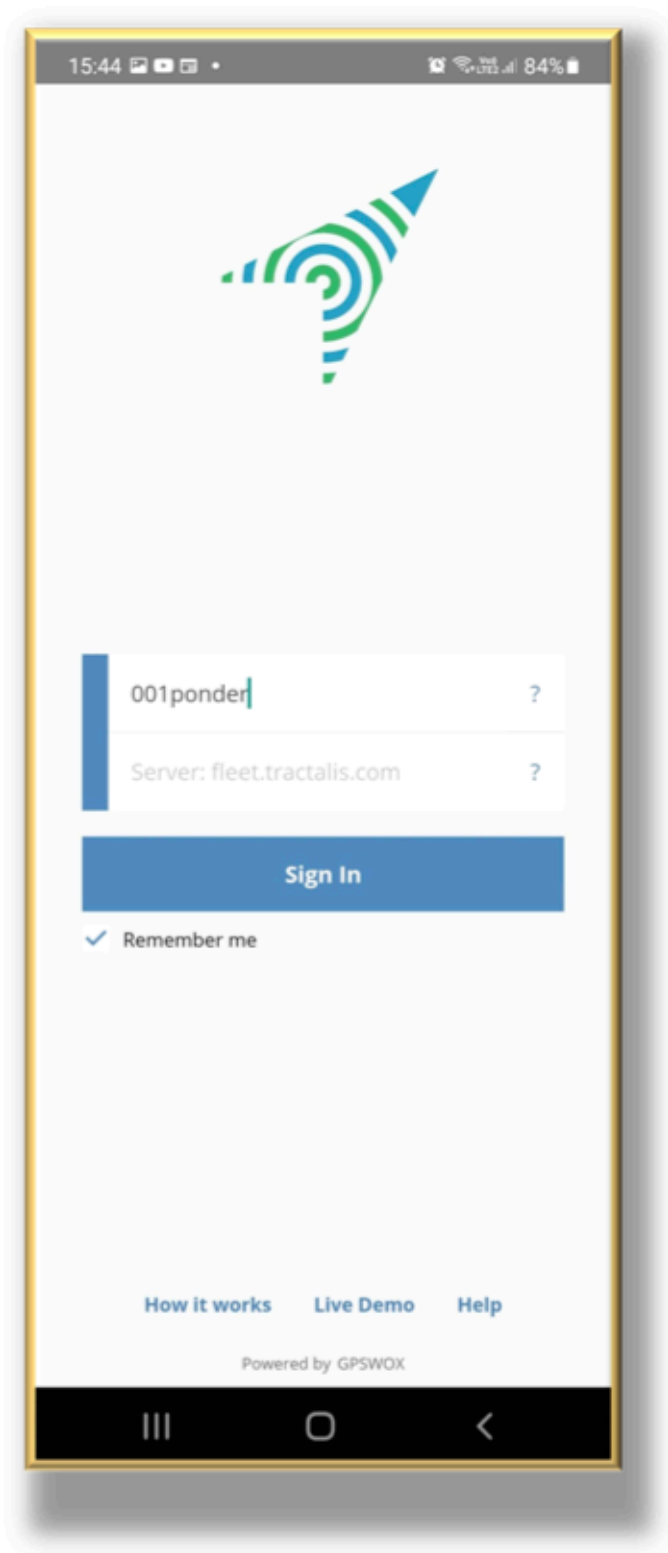 15:44 84%
001ponder ?
Server: fleet.tractalis.com ?
Sign In
Remember me
How it works Live Demo Help
Powered by GPSWOX